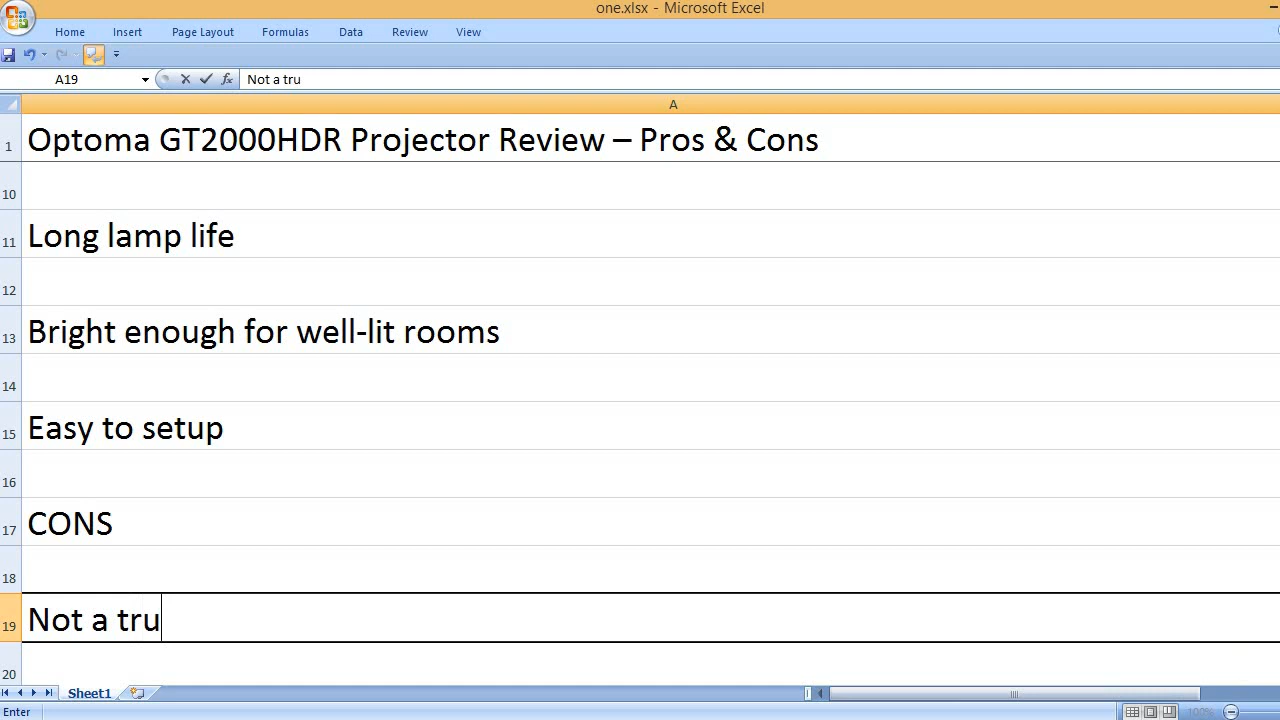 one.xlsx - Microsoft Excel
Home Insert Page Layout Formulas Data Review View
A19 fx Not a tru
A
1 Optoma GT2000HDR Projector Review – Pros & Cons
10
11 Long lamp life
12
13 Bright enough for well-lit rooms
14
15 Easy to setup
16
17 CONS
18
19 Not a tru
20
Sheet1
Enter 100%